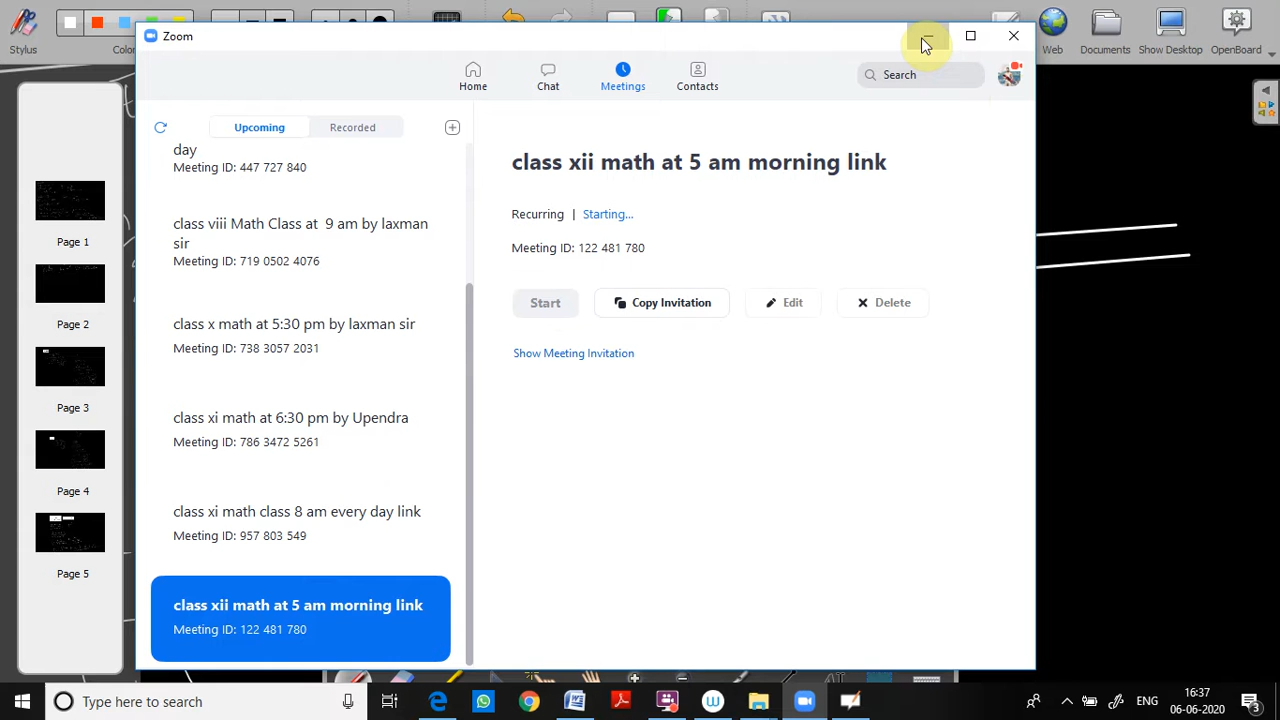 Stylus
Color
Web
Documents
Show Desktop
OpenBoard
Zoom
Home
Chat
Meetings
Contacts
Search
Upcoming
Recorded
day
Meeting ID: 447 727 840
class viii Math Class at 9 am by laxman
sir
Meeting ID: 719 0502 4076
class x math at 5:30 pm by laxman sir
Meeting ID: 738 3057 2031
class xi math at 6:30 pm by Upendra
Meeting ID: 786 3472 5261
class xi math class 8 am every day link
Meeting ID: 957 803 549
class xii math at 5 am morning link
Meeting ID: 122 481 780
class xii math at 5 am morning link
Recurring | Starting...
Meeting ID: 122 481 780
Start
Copy Invitation
Edit
Delete
Show Meeting Invitation
Page 1
Page 2
Page 3
Page 4
Page 5
Type here to search
ENG
16:37
06-06-2020
3